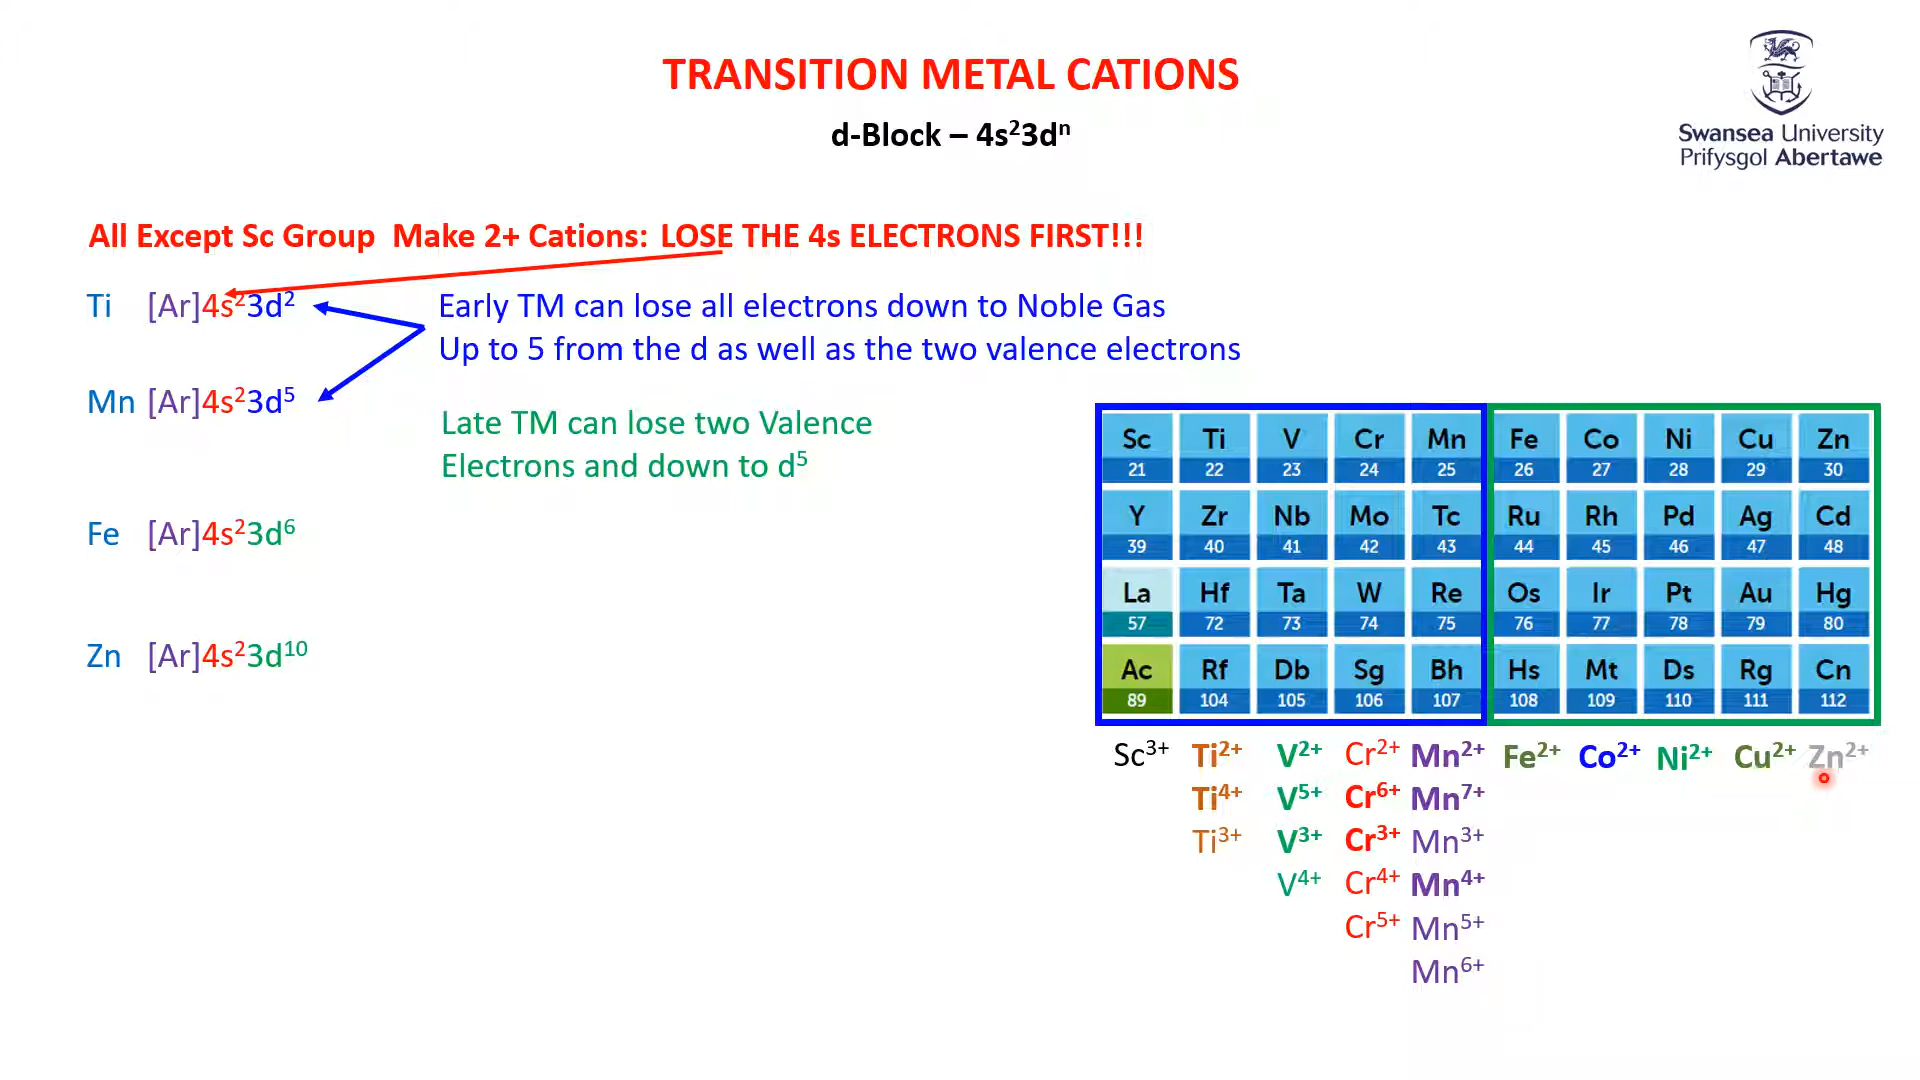 TRANSITION METAL CATIONS
d-Block – 4s²3dⁿ
Swansea University
Prifysgol Abertawe
All Except Sc Group Make 2+ Cations: LOSE THE 4s ELECTRONS FIRST!!!
Ti [Ar]4s²3d²
Early TM can lose all electrons down to Noble Gas
Up to 5 from the d as well as the two valence electrons
Mn [Ar]4s²3d⁵
Late TM can lose two Valence
Electrons and down to d⁵
Fe [Ar]4s²3d⁶
Zn [Ar]4s²3d¹⁰
Sc Ti V Cr Mn Fe Co Ni Cu Zn
21 22 23 24 25 26 27 28 29 30
Y Zr Nb Mo Tc Ru Rh Pd Ag Cd
39 40 41 42 43 44 45 46 47 48
La Hf Ta W Re Os Ir Pt Au Hg
57 72 73 74 75 76 77 78 79 80
Ac Rf Db Sg Bh Hs Mt Ds Rg Cn
89 104 105 106 107 108 109 110 111 112
Sc³⁺ Ti²⁺ V²⁺ Cr²⁺ Mn²⁺ Fe²⁺ Co²⁺ Ni²⁺ Cu²⁺ Zn²⁺
Ti⁴⁺ V⁵⁺ Cr⁶⁺ Mn⁷⁺
Ti³⁺ V³⁺ Cr³⁺ Mn³⁺
V⁴⁺ Cr⁴⁺ Mn⁴⁺
Cr⁵⁺ Mn⁵⁺
Mn⁶⁺